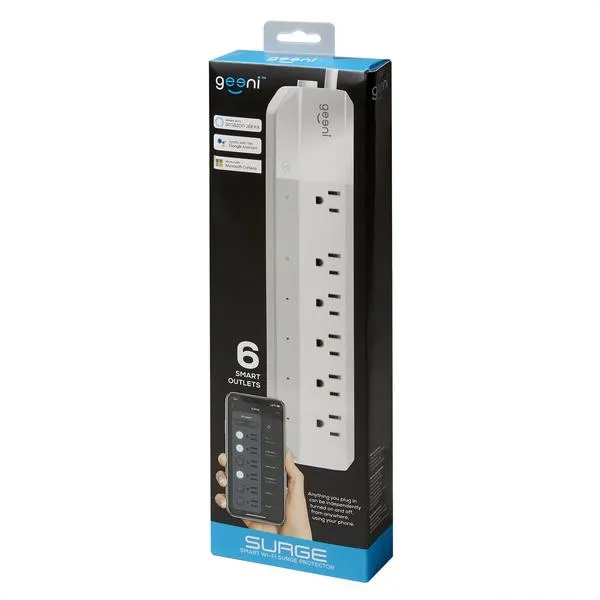 geeni™
works with
amazon alexa
works with the
Google Assistant
Works with
Microsoft Cortana
geeni
geeni
6
SMART
OUTLETS
SURGE
Anything you plug in
can be independently
turned on and off,
from anywhere,
using your phone.
SURGE
SMART WI-FI SURGE PROTECTOR